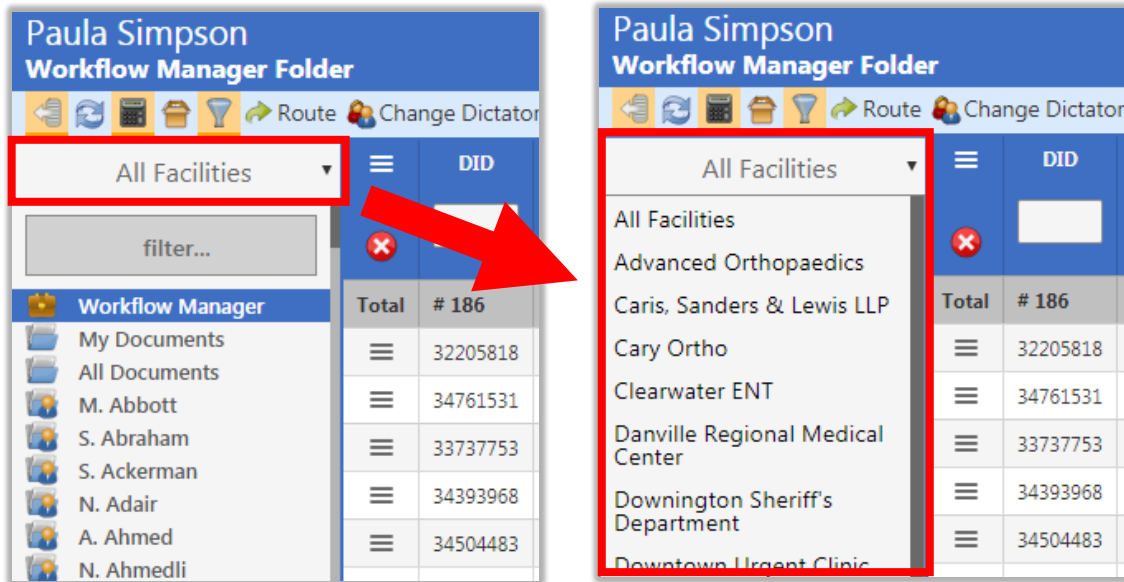 Paula Simpson
Workflow Manager Folder
Route Change Dictator
All Facilities
DID
filter...
Total # 186
Workflow Manager
My Documents
All Documents
M. Abbott
S. Abraham
S. Ackerman
N. Adair
A. Ahmed
N. Ahmedli
32205818
34761531
33737753
34393968
34504483
Paula Simpson
Workflow Manager Folder
Route Change Dictator
All Facilities
DID
All Facilities
Advanced Orthopaedics
Caris, Sanders & Lewis LLP
Cary Ortho
Clearwater ENT
Danville Regional Medical
Center
Downington Sheriff's
Department
Downtown Urgent Clinic
Total # 186
32205818
34761531
33737753
34393968
34504483